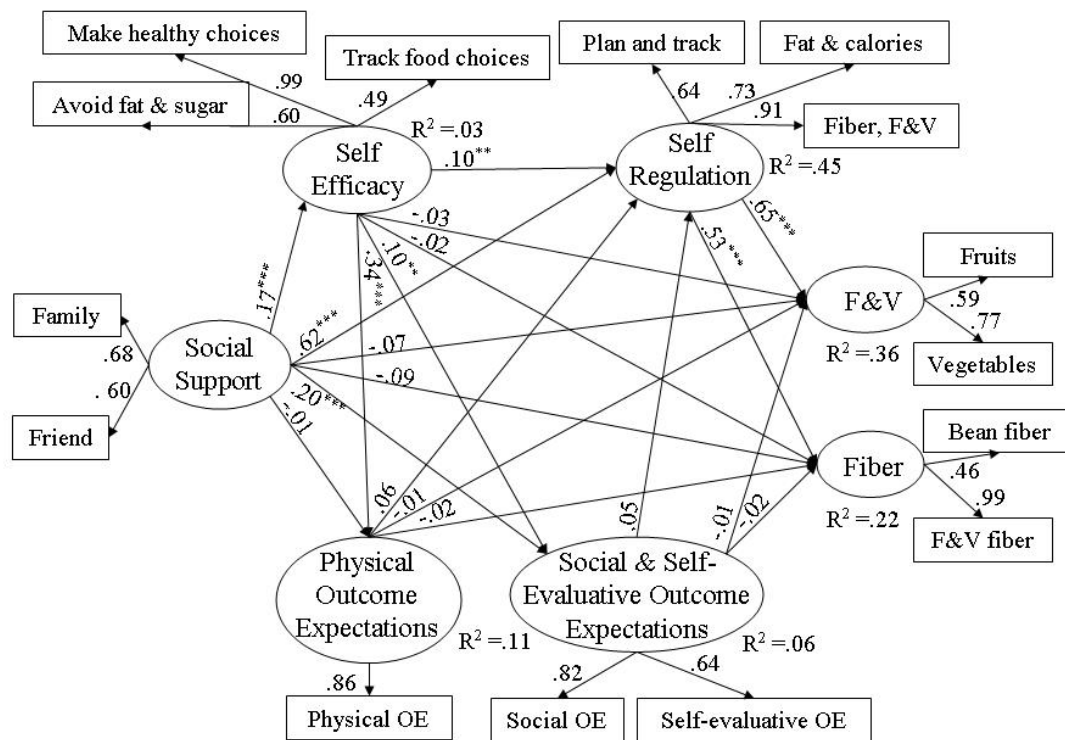 Make healthy choices
Plan and track
Fat & calories
Track food choices
.99
.64
.73
Avoid fat & sugar
.60
.49
.91
Fiber, F&V
R² =.03
Self
Efficacy
.10**
Self
Regulation
R² =.45
.65***
-.03
-.02
.53***
.34***
.10**
.17***
Fruits
F&V
.59
.77
Family
.68
Social
Support
.62***
-.07
R² =.36
Vegetables
. 60
-.09
.20***
Friend
-.01
Bean fiber
Fiber
.46
.99
R² =.22
F&V fiber
.06
-.01
-.02
.05
-.01
-.02
Physical
Outcome
Expectations
R² =.11
Social & Self-
Evaluative Outcome
Expectations
R² =.06
.86
.82
.64
Physical OE
Social OE
Self-evaluative OE